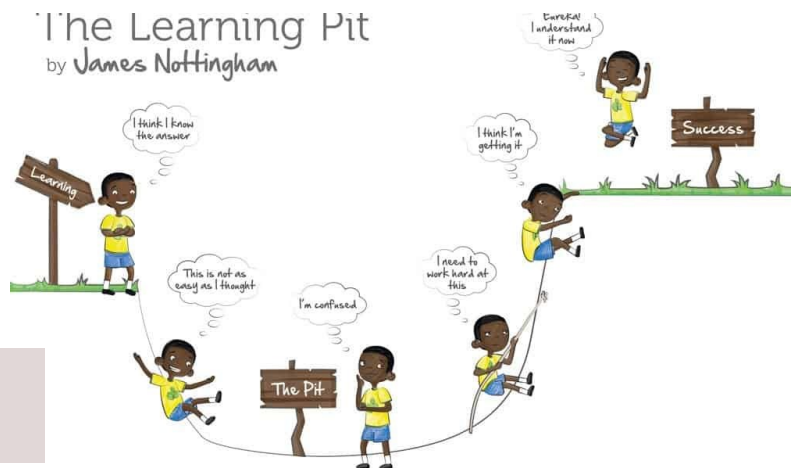 The Learning Pit
by James Nottingham
Eureka!
I understand
it now
I think I know
the answer
I think I'm
getting it
Success
Learning
This is not as
easy as I thought
I'm confused
I need to
work hard at
this
The Pit